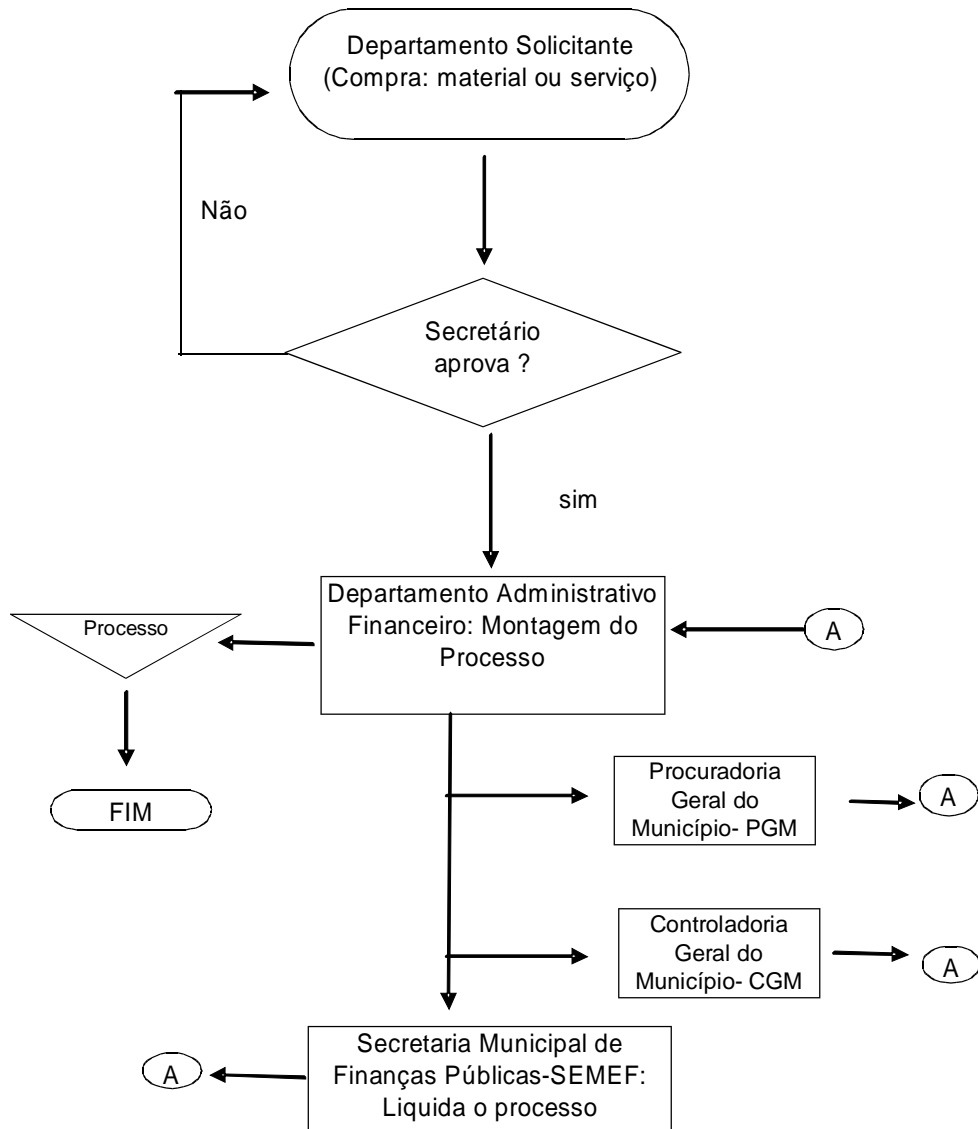 Departamento Solicitante
(Compra: material ou serviço)
Não
Secretário
aprova ?
sim
Departamento Administrativo
Financeiro: Montagem do
Processo
Processo
A
FIM
Procuradoria
Geral do
Município- PGM
A
Controladoria
Geral do
Município- CGM
A
Secretaria Municipal de
Finanças Públicas-SEMEF:
Liquida o processo
A